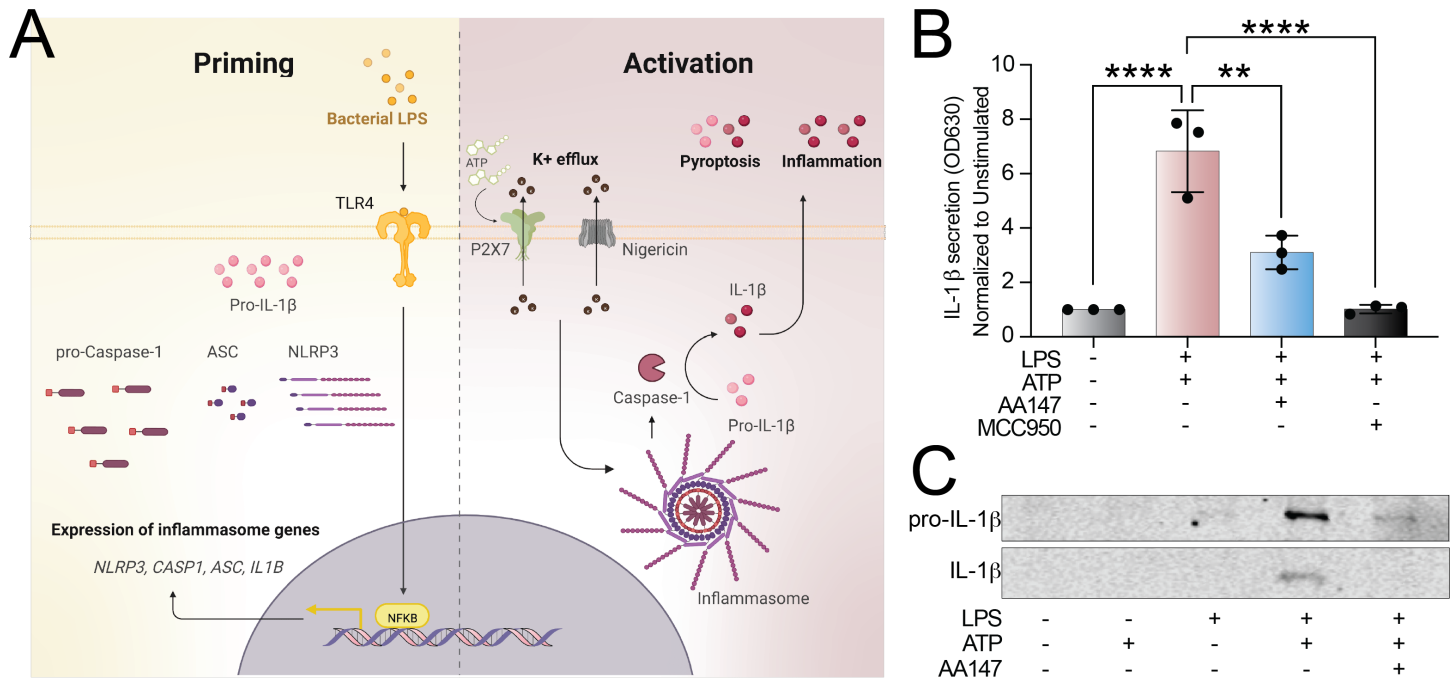 A
Priming
Activation
Bacterial LPS
TLR4
ATP
K+ efflux
Pyroptosis
Inflammation
P2X7
Nigericin
Pro-IL-1β
IL-1β
pro-Caspase-1
ASC
NLRP3
Caspase-1
Pro-IL-1β
Expression of inflammasome genes
NLRP3, CASP1, ASC, IL1B
Inflammasome
NFKB
B
IL-1β secretion (OD630)
Normalized to Unstimulated
****
**** **
10
8
6
4
2
0
LPS - + + +
ATP - + + +
AA147 - - + -
MCC950 - - - +
C
pro-IL-1β
IL-1β
LPS - - + + +
ATP - + - + +
AA147 - - - - +